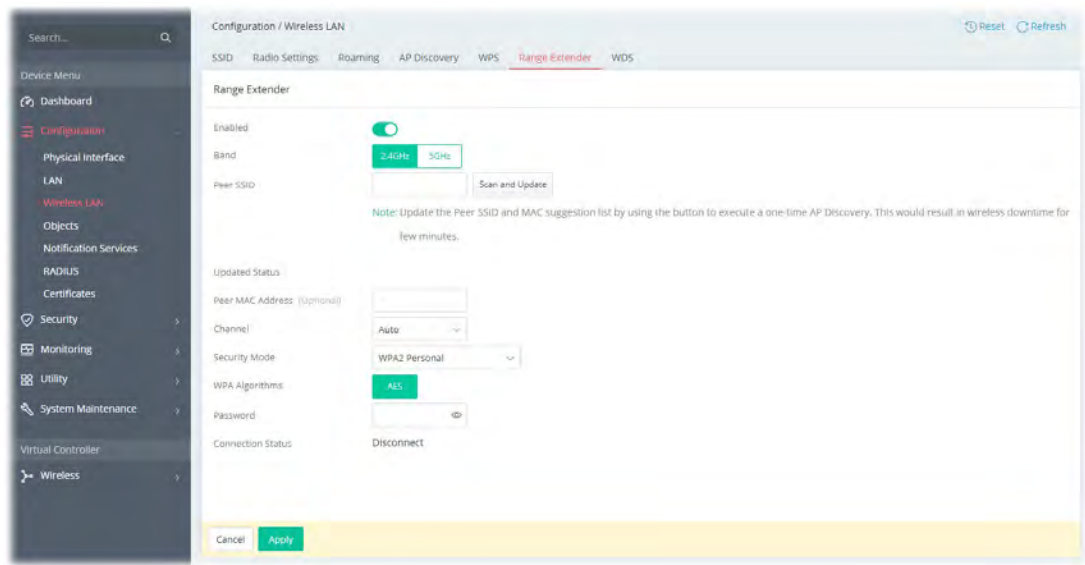 Search...
Device Menu
Dashboard
Configuration
Physical Interface
LAN
Wireless LAN
Objects
Notification Services
RADIUS
Certificates
Security
Monitoring
Utility
System Maintenance
Virtual Controller
Wireless
Configuration / Wireless LAN
Reset Refresh
SSID Radio Settings Roaming AP Discovery WPS Range Extender WDS
Range Extender
Enabled
Band 2.4GHz 5GHz
Peer SSID Scan and Update
Note: Update the Peer SSID and MAC suggestion list by using the button to execute a one-time AP Discovery. This would result in wireless downtime for
few minutes.
Updated Status
Peer MAC Address (Optional)
Channel Auto
Security Mode WPA2 Personal
WPA Algorithms AES
Password
Connection Status Disconnect
Cancel Apply